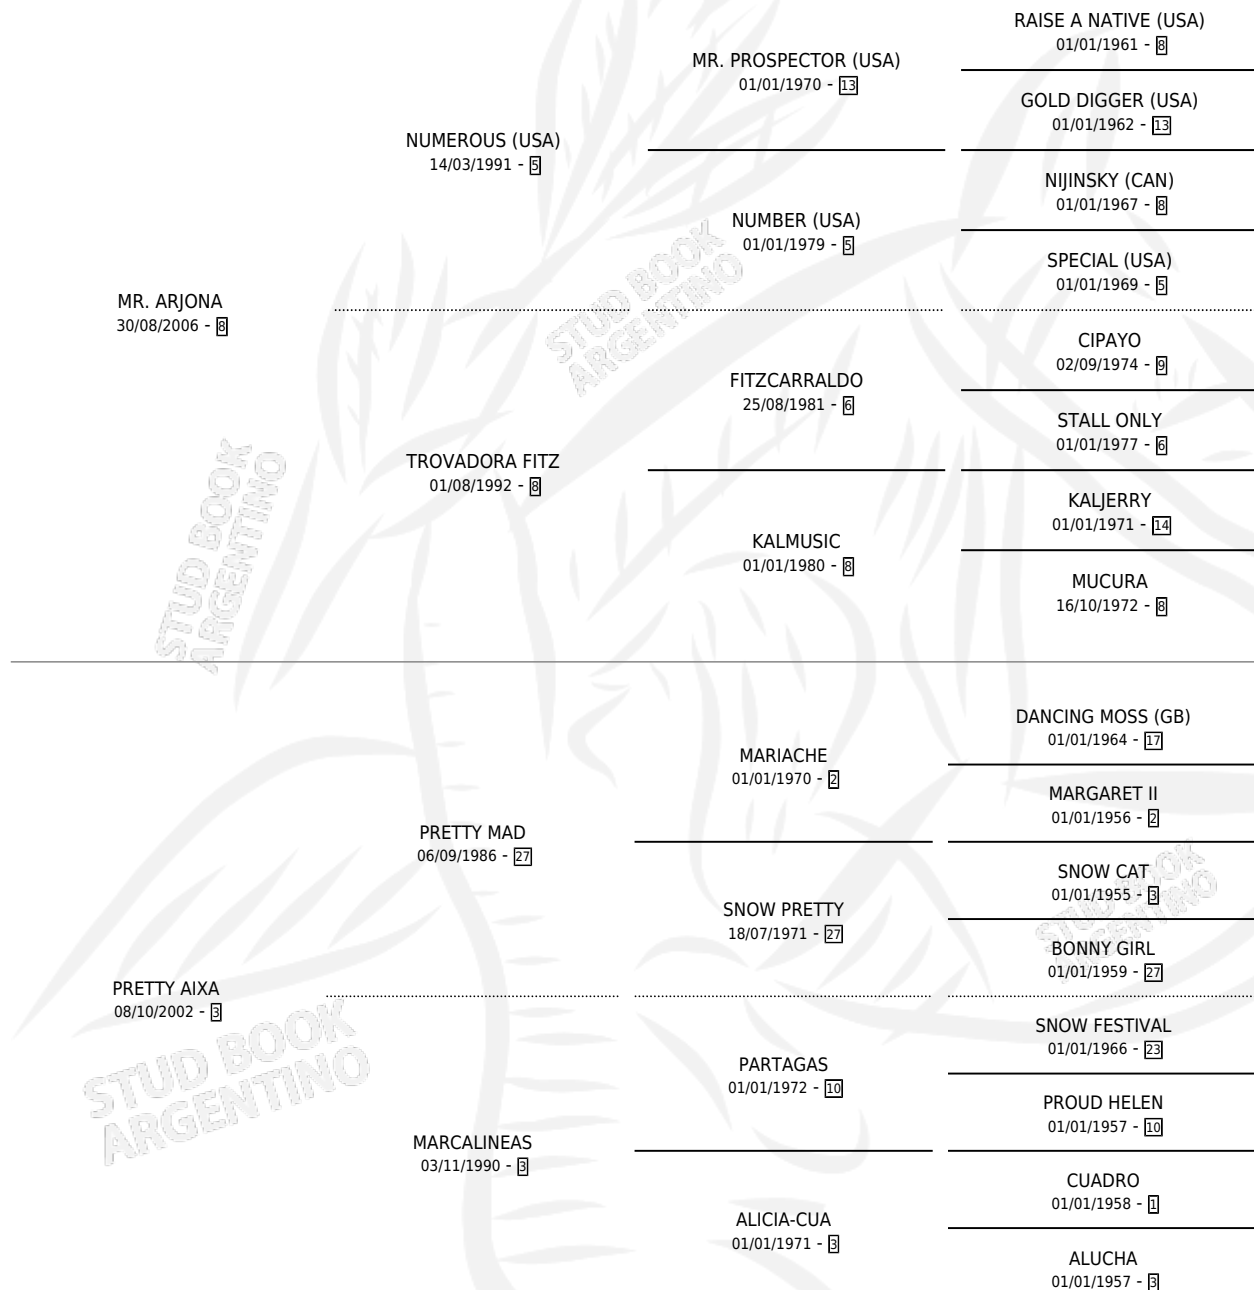 RAISE A NATIVE (USA)
01/01/1961 - 8
MR. PROSPECTOR (USA)
01/01/1970 - 13
GOLD DIGGER (USA)
01/01/1962 - 13
NUMEROUS (USA)
14/03/1991 - 5
NIJINSKY (CAN)
01/01/1967 - 8
NUMBER (USA)
01/01/1979 - 5
SPECIAL (USA)
01/01/1969 - 5
MR. ARJONA
30/08/2006 - 8
CIPAYO
02/09/1974 - 9
FITZCARRALDO
25/08/1981 - 6
STALL ONLY
01/01/1977 - 6
TROVADORA FITZ
01/08/1992 - 8
KALJERRY
01/01/1971 - 14
KALMUSIC
01/01/1980 - 8
MUCURA
16/10/1972 - 8
STUD BOOK
ARGENTINO
STUD BOOK
ARGENTINO
DANCING MOSS (GB)
01/01/1964 - 17
MARIACHE
01/01/1970 - 2
MARGARET II
01/01/1956 - 2
PRETTY MAD
06/09/1986 - 27
SNOW CAT
01/01/1955 - 3
SNOW PRETTY
18/07/1971 - 27
BONNY GIRL
01/01/1959 - 27
STUD BOOK
ARGENTINO
PRETTY AIXA
08/10/2002 - 3
SNOW FESTIVAL
01/01/1966 - 23
PARTAGAS
01/01/1972 - 10
PROUD HELEN
01/01/1957 - 10
MARCALINEAS
03/11/1990 - 3
CUADRO
01/01/1958 - 1
ALICIA-CUA
01/01/1971 - 3
ALUCHA
01/01/1957 - 3
STUD BOOK
ARGENTINO